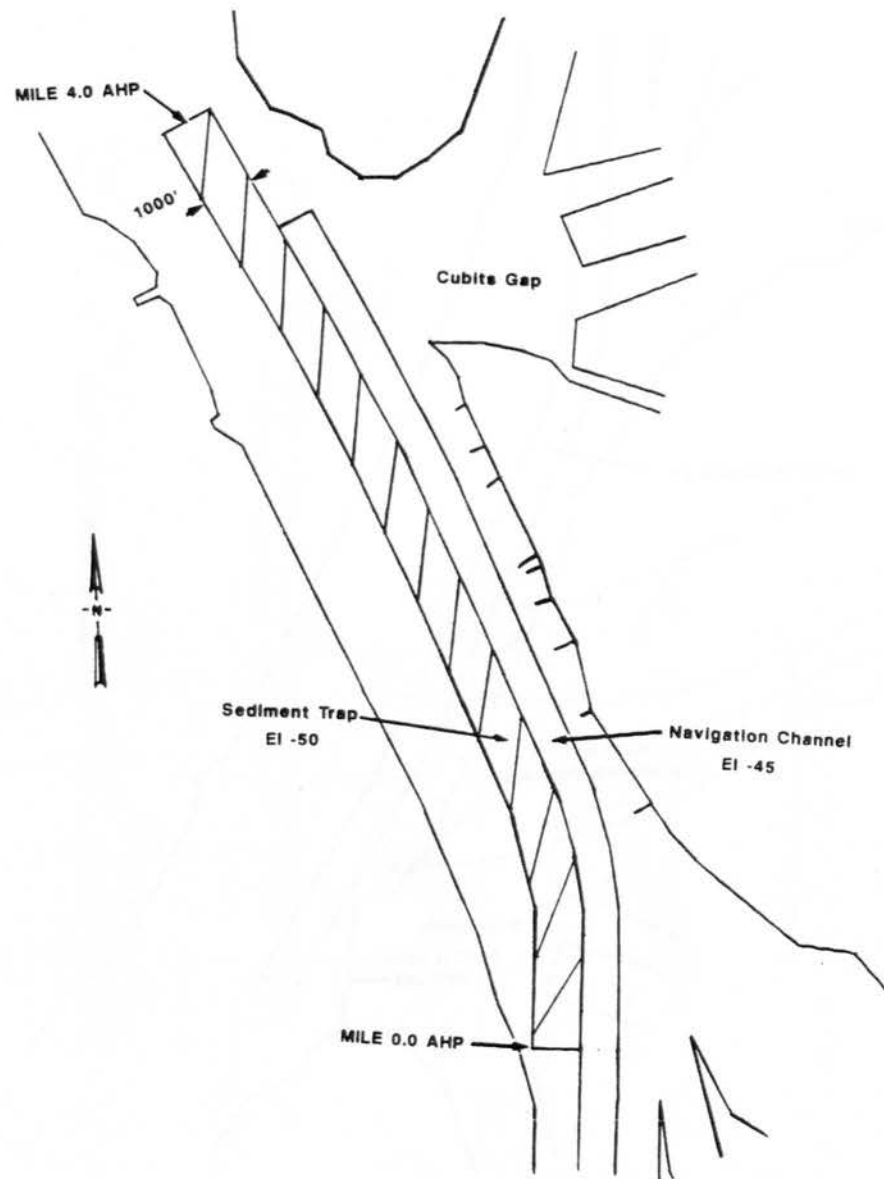 MILE 4.0 AHP
1000'
Cubits Gap
-N-
Sediment Trap
El -50
Navigation Channel
El -45
MILE 0.0 AHP